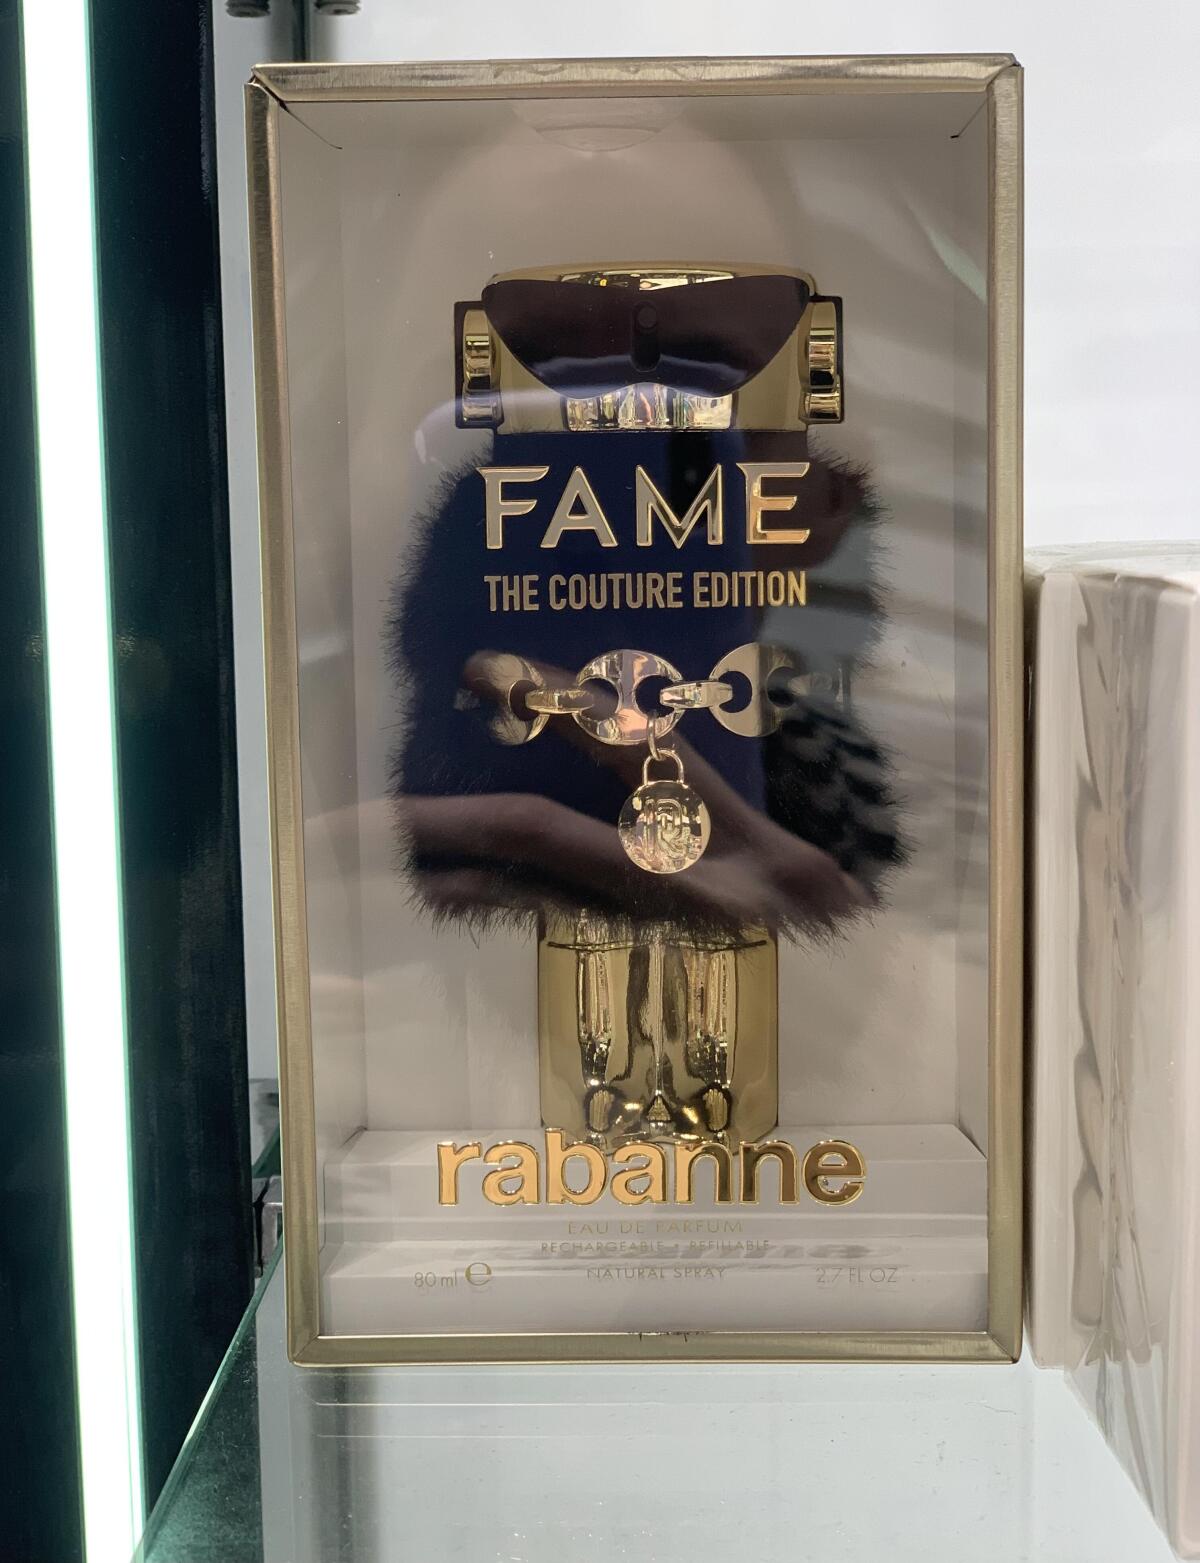 FAME
THE COUTURE EDITION
rabanne
EAU DE PARFUM
RECHARGEABLE • REFILLABLE
80 ml ℮ NATURAL SPRAY 2.7 FL OZ